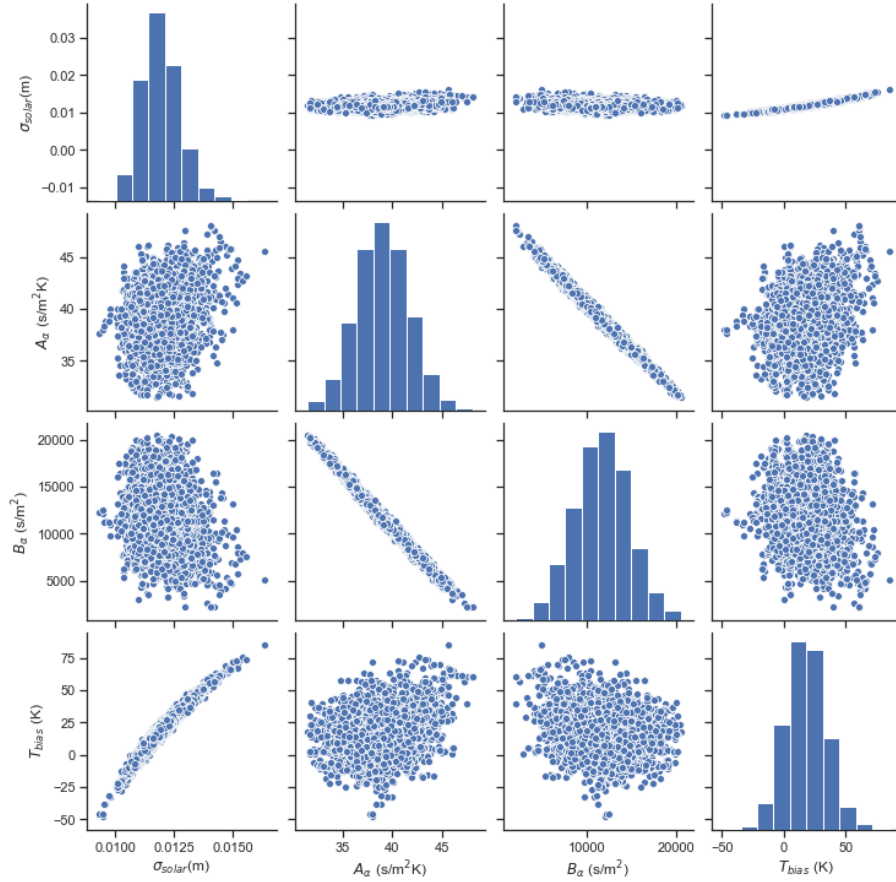 0.03
0.02
0.01
0.00
−0.01
σsolar(m)
45
40
35
Aα (s/m²K)
20000
15000
10000
5000
Bα (s/m²)
75
50
25
0
−25
−50
Tbias (K)
0.0100 0.0125 0.0150
σsolar(m)
35 40 45
Aα (s/m²K)
10000 20000
Bα (s/m²)
−50 0 50
Tbias (K)